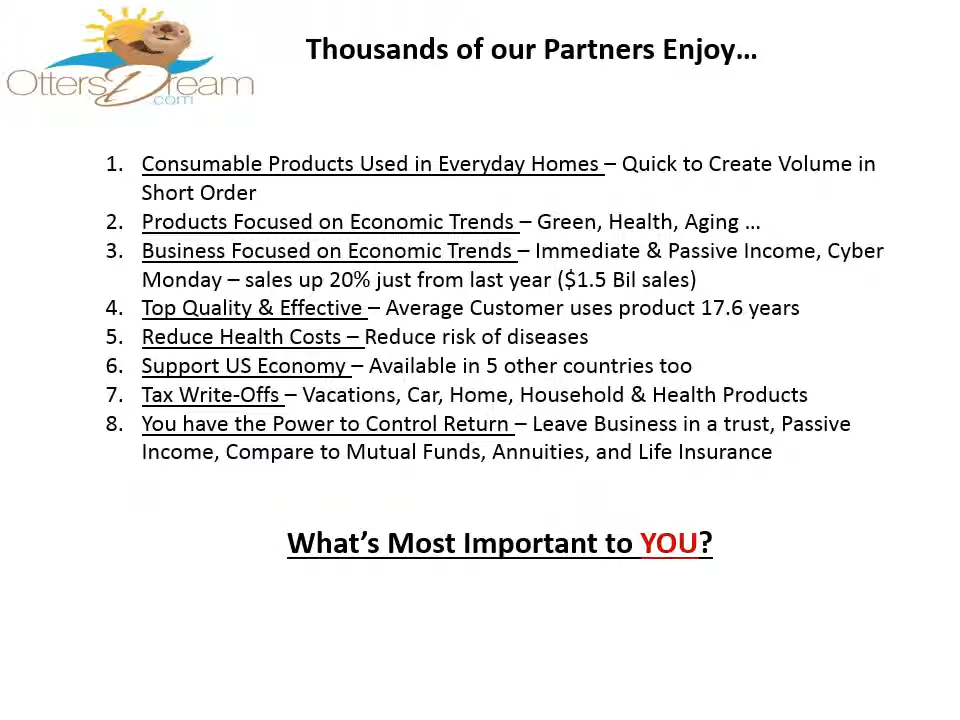 OttersDream
.com
Thousands of our Partners Enjoy…
1. Consumable Products Used in Everyday Homes – Quick to Create Volume in
Short Order
2. Products Focused on Economic Trends – Green, Health, Aging …
3. Business Focused on Economic Trends – Immediate & Passive Income, Cyber
Monday – sales up 20% just from last year ($1.5 Bil sales)
4. Top Quality & Effective – Average Customer uses product 17.6 years
5. Reduce Health Costs – Reduce risk of diseases
6. Support US Economy – Available in 5 other countries too
7. Tax Write-Offs – Vacations, Car, Home, Household & Health Products
8. You have the Power to Control Return – Leave Business in a trust, Passive
Income, Compare to Mutual Funds, Annuities, and Life Insurance
What’s Most Important to YOU?